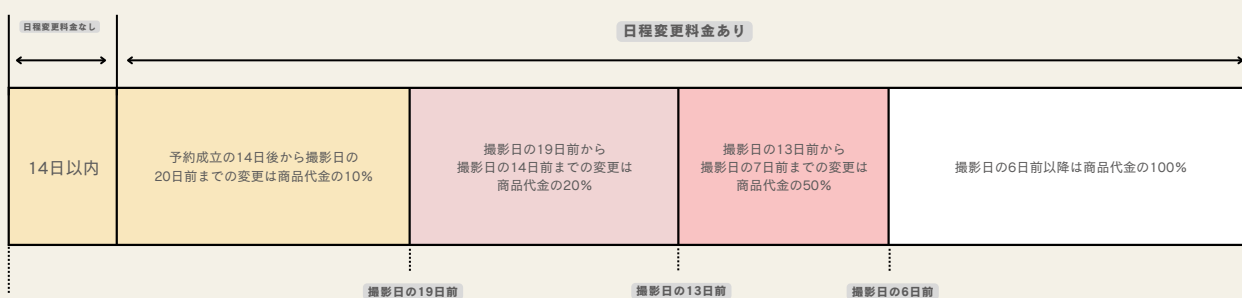 日程変更料金なし
日程変更料金あり
14日以内
予約成立の14日後から撮影日の
20日前までの変更は商品代金の10%
撮影日の19日前から
撮影日の14日前までの変更は
商品代金の20%
撮影日の13日前から
撮影日の7日前までの変更は
商品代金の50%
撮影日の6日前以降は商品代金の100%
撮影日の19日前
撮影日の13日前
撮影日の6日前